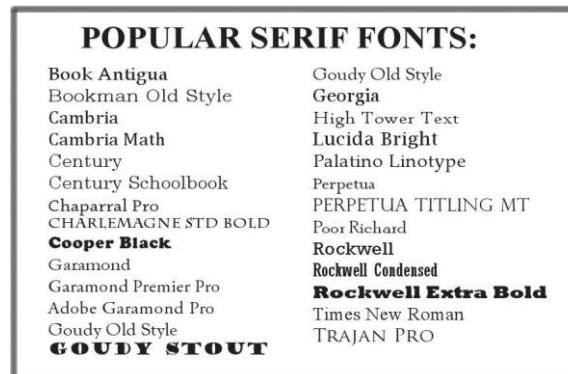 POPULAR SERIF FONTS:
Book Antigua
Bookman Old Style
Cambria
Cambria Math
Century
Century Schoolbook
Chaparral Pro
CHARLEMAGNE STD BOLD
Cooper Black
Garamond
Garamond Premier Pro
Adobe Garamond Pro
Goudy Old Style
GOUDY STOUT
Goudy Old Style
Georgia
High Tower Text
Lucida Bright
Palatino Linotype
Perpetua
PERPETUA TITLING MT
Poor Richard
Rockwell
Rockwell Condensed
Rockwell Extra Bold
Times New Roman
TRAJAN PRO